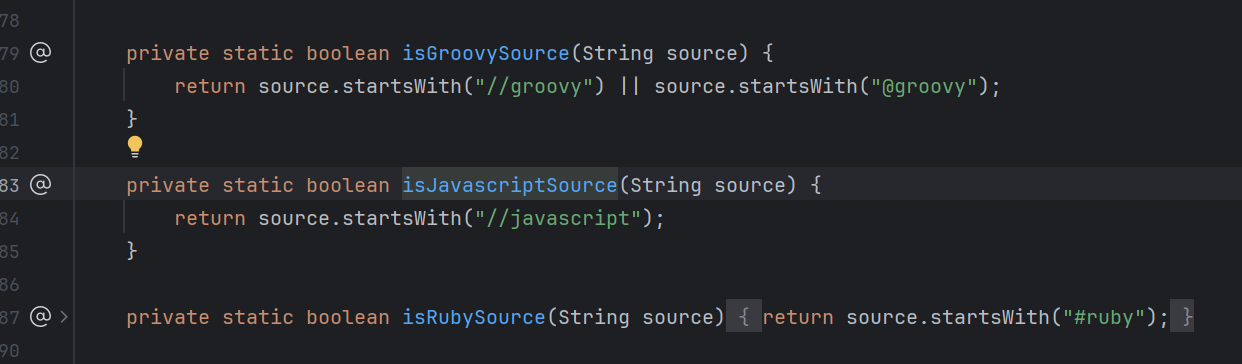 78
79 @ private static boolean isGroovySource(String source) {
80 return source.startsWith("//groovy") || source.startsWith("@groovy");
81 }
82
83 @ private static boolean isJavascriptSource(String source) {
84 return source.startsWith("//javascript");
85 }
86
87 @ > private static boolean isRubySource(String source) { return source.startsWith("#ruby"); }
90